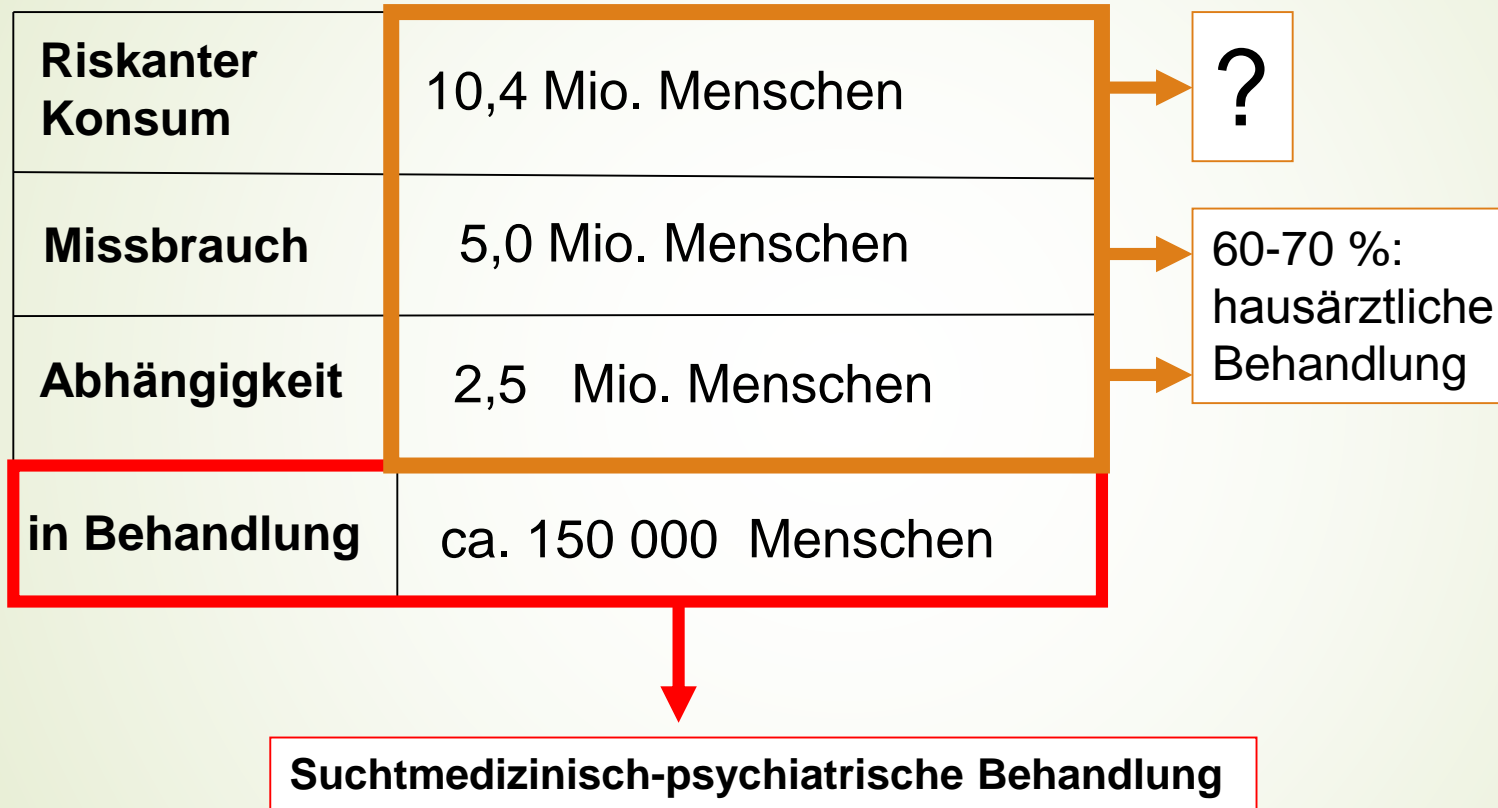 Riskanter
Konsum
10,4 Mio. Menschen
?
Missbrauch
5,0 Mio. Menschen
60-70 %:
hausärztliche
Behandlung
Abhängigkeit
2,5 Mio. Menschen
in Behandlung
ca. 150 000 Menschen
Suchtmedizinisch-psychiatrische Behandlung